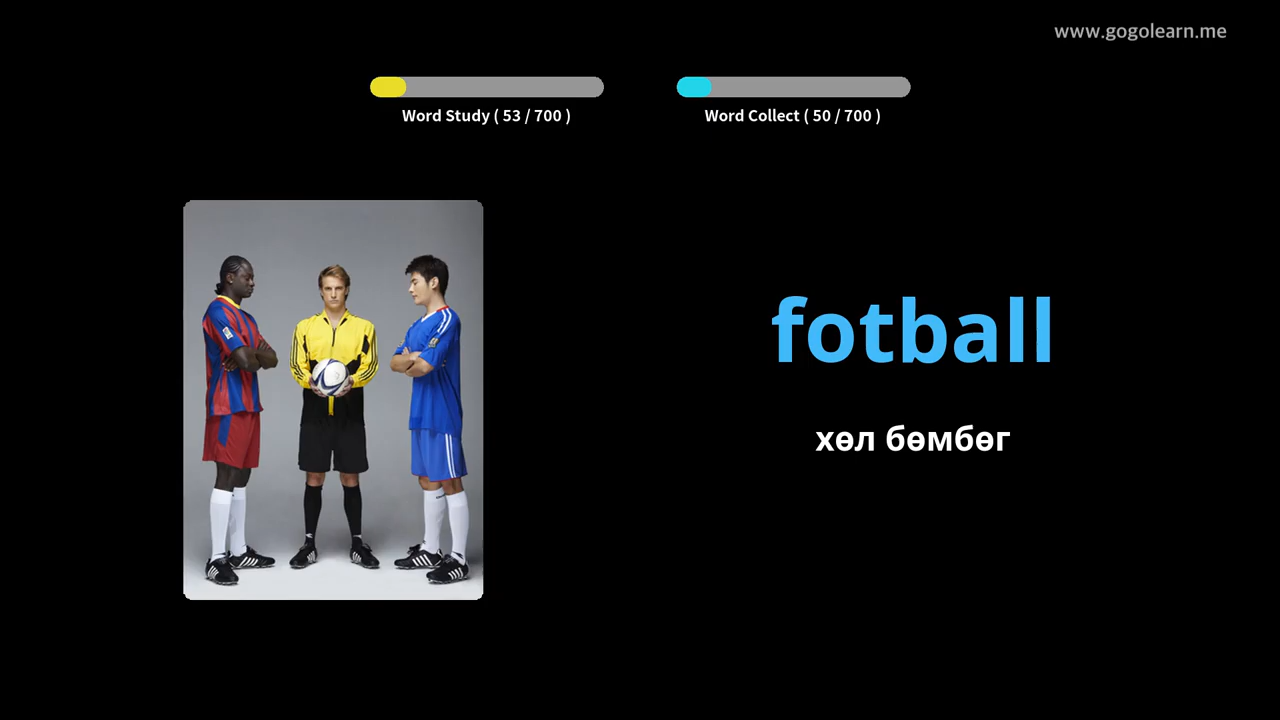 www.gogolearn.me
Word Study ( 53 / 700 )
Word Collect ( 50 / 700 )
fotball
хөл бөмбөг